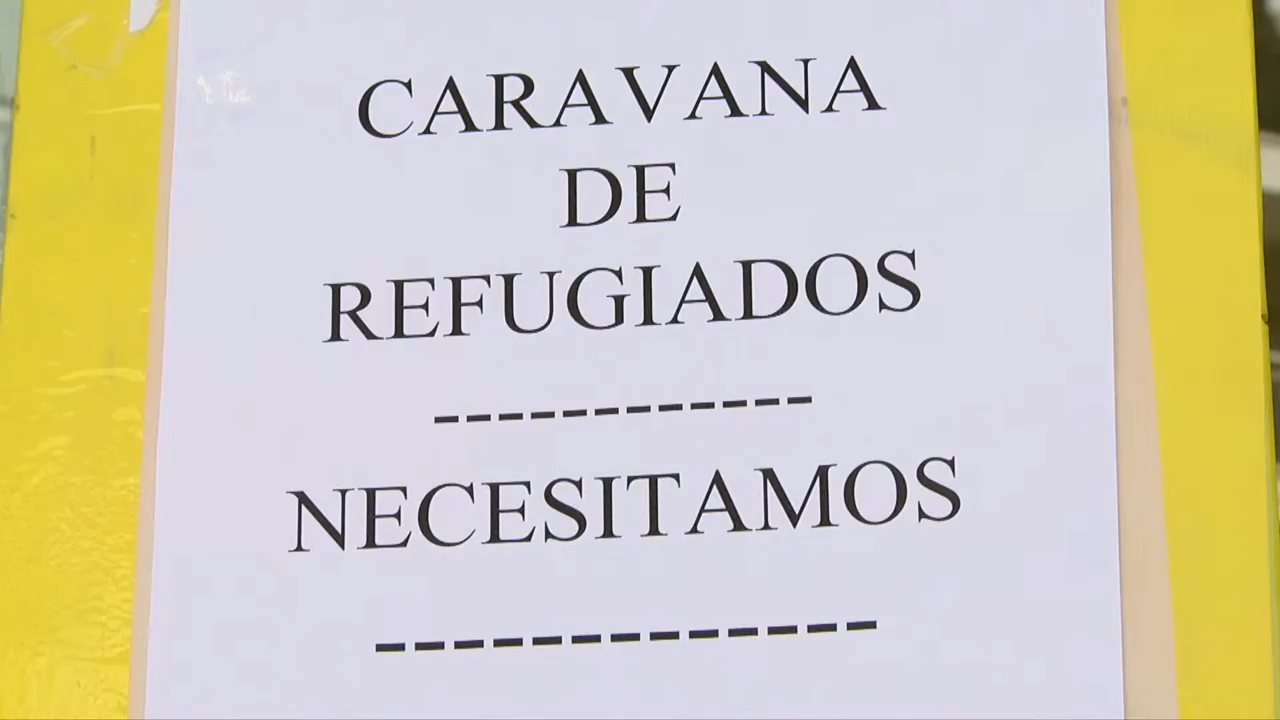 CARAVANA
DE
REFUGIADOS
------------
NECESITAMOS
-------------